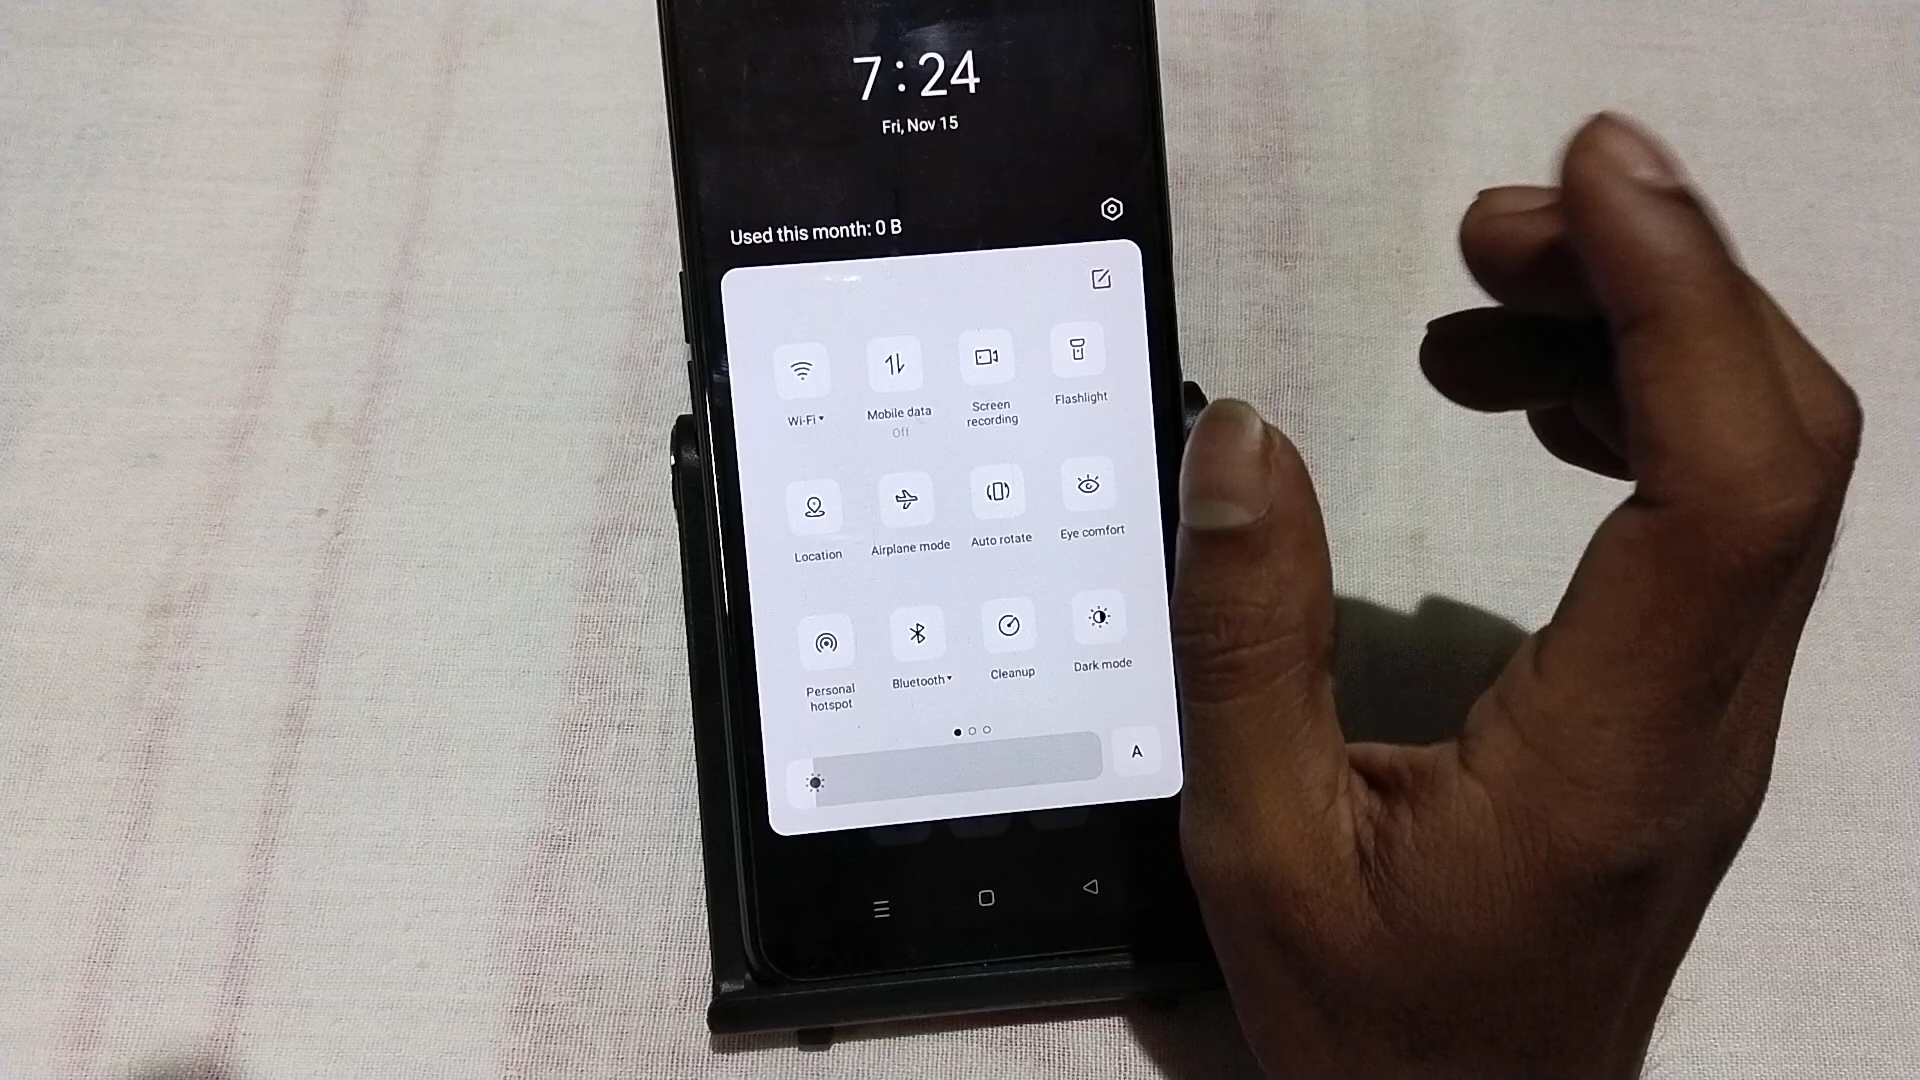 7:24
Fri, Nov 15
Used this month: 0 B
Wi-Fi
Mobile data
Off
Screen
recording
Flashlight
Location
Airplane mode
Auto rotate
Eye comfort
Personal
hotspot
Bluetooth
Cleanup
Dark mode
A